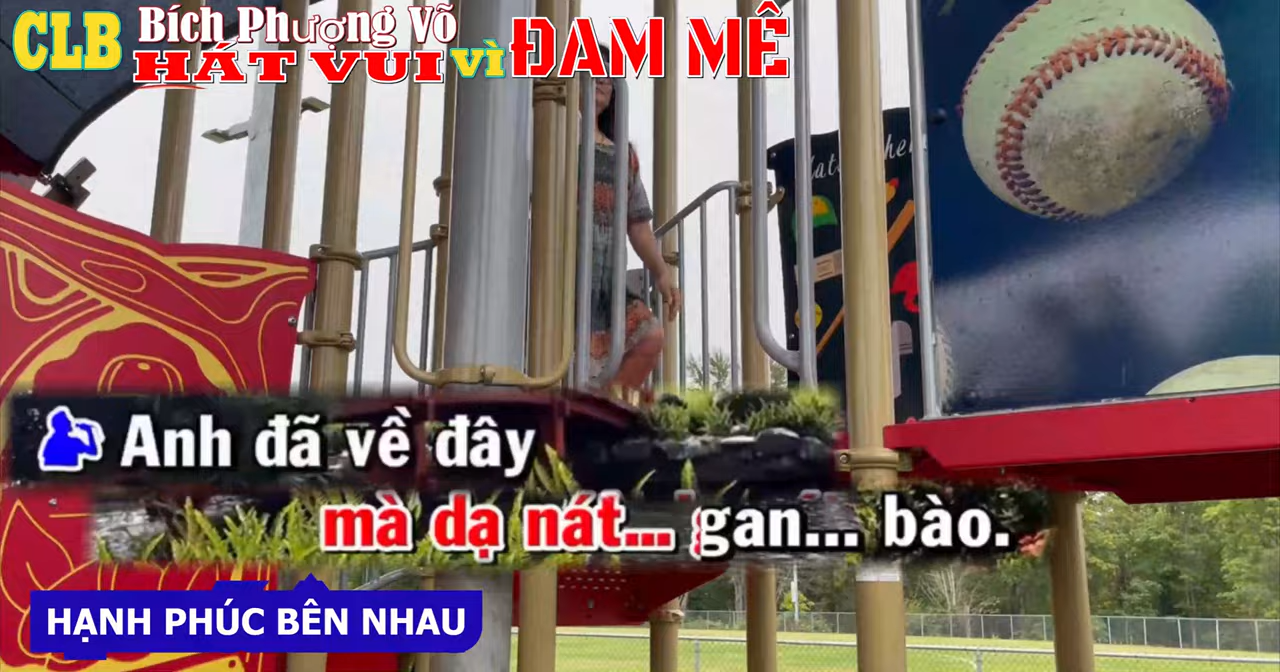 CLB Bích Phượng Võ
HÁT VUI vì ĐAM MÊ
Anh đã về đây
mà dạ nát... gan... bào.
HẠNH PHÚC BÊN NHAU